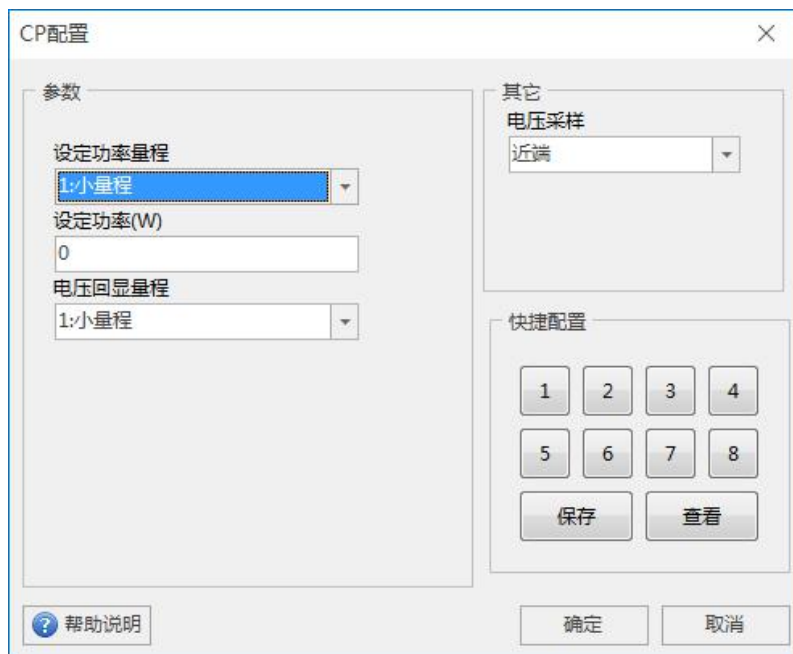 CP配置
参数
设定功率量程
1:小量程
设定功率(W)
0
电压回显量程
1:小量程
其它
电压采样
近端
快捷配置
1 2 3 4
5 6 7 8
保存 查看
帮助说明 确定 取消